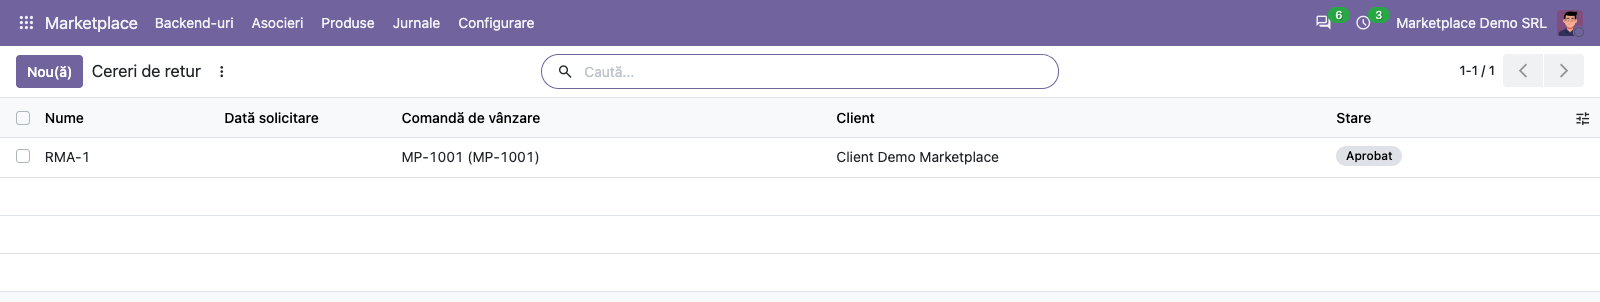 Marketplace Backend-uri Asocieri Produse Jurnale Configurare 6 3 Marketplace Demo SRL
Nou(ă) Cereri de retur Caută... 1-1 / 1
Nume Dată solicitare Comandă de vânzare Client Stare
RMA-1 MP-1001 (MP-1001) Client Demo Marketplace Aprobat